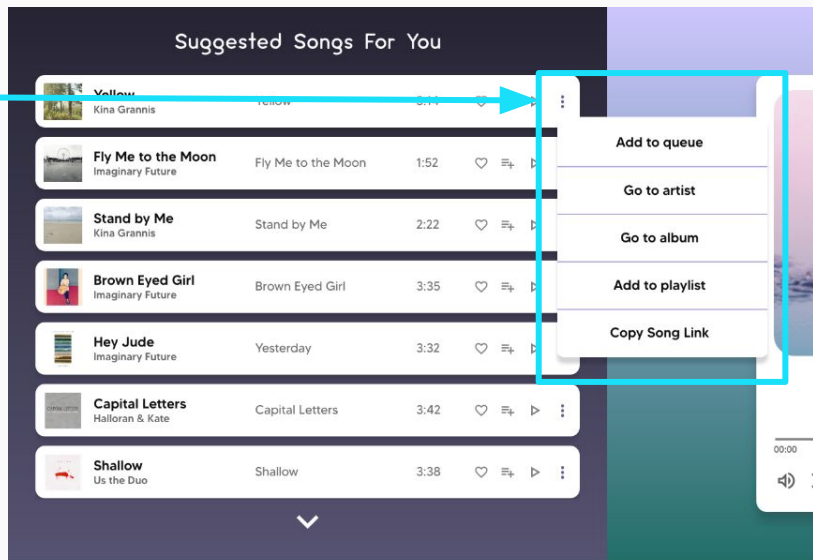 Suggested Songs For You
Yellow
Kina Grannis
Yellow
Add to queue
Fly Me to the Moon
Imaginary Future
Fly Me to the Moon
1:52
Go to artist
Stand by Me
Kina Grannis
Stand by Me
2:22
Go to album
Brown Eyed Girl
Imaginary Future
Brown Eyed Girl
3:35
Add to playlist
Hey Jude
Imaginary Future
Yesterday
3:32
Copy Song Link
Capital Letters
Halloran & Kate
Capital Letters
3:42
Shallow
Us the Duo
Shallow
3:38
00:00